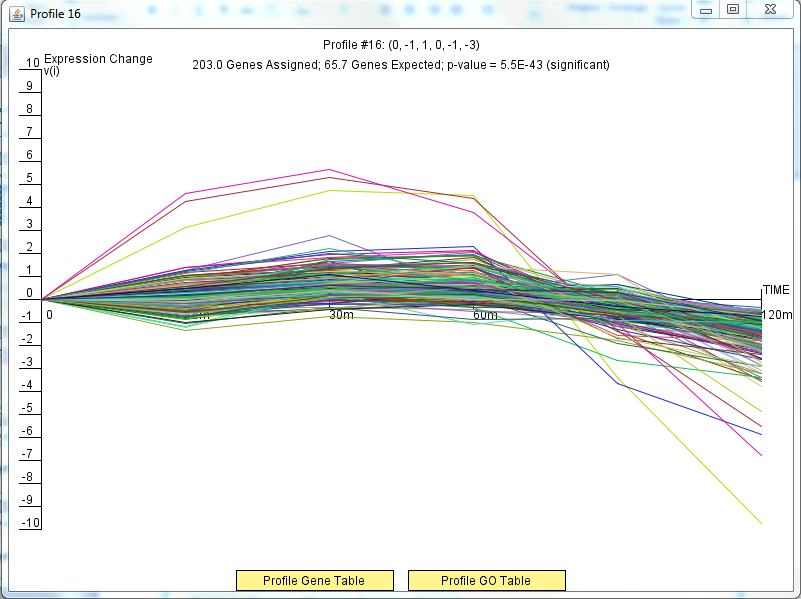 Profile 16
Profile #16: (0, -1, 1, 0, -1, -3)
203.0 Genes Assigned; 65.7 Genes Expected; p-value = 5.5E-43 (significant)
Expression Change
v(i)
10
9
8
7
6
5
4
3
2
1
0
-1
-2
-3
-4
-5
-6
-7
-8
-9
-10
0
30m
60m
120m
TIME
Profile Gene Table
Profile GO Table